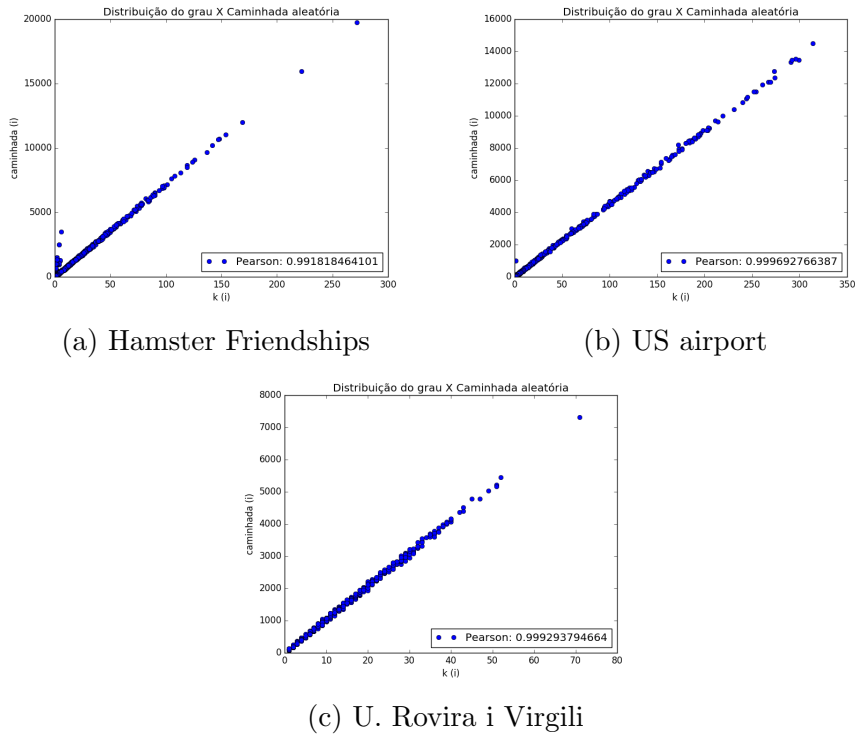 Distribuição do grau X Caminhada aleatória
20000
15000
10000
5000
0
caminhada (i)
0 50 100 150 200 250 300
k (i)
Pearson: 0.991818464101
(a) Hamster Friendships
Distribuição do grau X Caminhada aleatória
16000
14000
12000
10000
8000
6000
4000
2000
0
caminhada (i)
0 50 100 150 200 250 300 350
k (i)
Pearson: 0.999692766387
(b) US airport
Distribuição do grau X Caminhada aleatória
8000
7000
6000
5000
4000
3000
2000
1000
0
caminhada (i)
0 10 20 30 40 50 60 70 80
k (i)
Pearson: 0.999293794664
(c) U. Rovira i Virgili